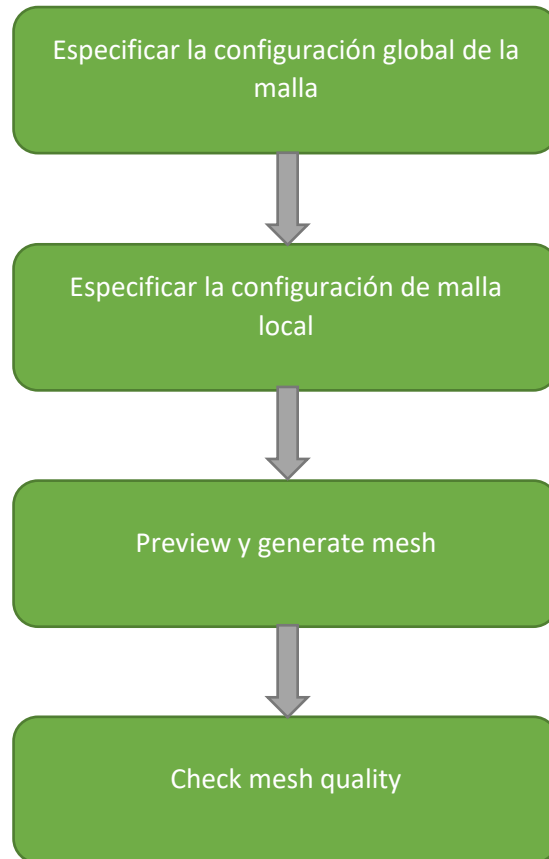 Especificar la configuración global de la
malla
Especificar la configuración de malla
local
Preview y generate mesh
Check mesh quality